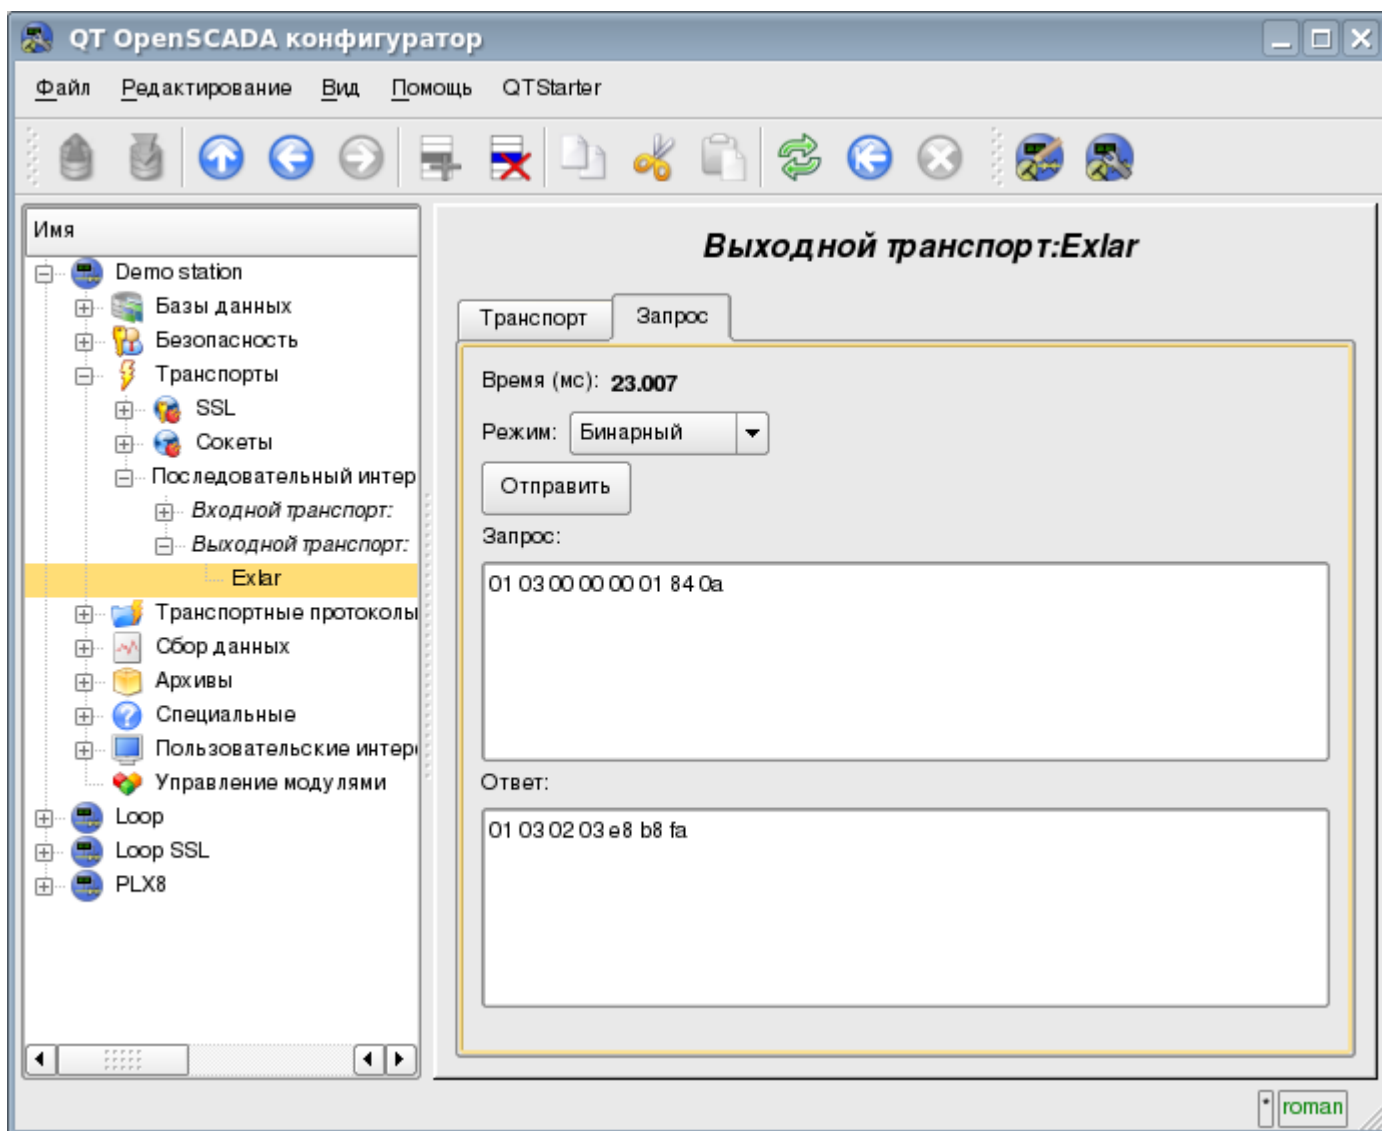 QT OpenSCADA конфигуратор
Файл Редактирование Вид Помощь QTStarter
Имя
Demo station
Базы данных
Безопасность
Транспорты
SSL
Сокеты
Последовательный интер
Входной транспорт:
Выходной транспорт:
Exlar
Транспортные протоколы
Сбор данных
Архивы
Специальные
Пользовательские интер
Управление модулями
Loop
Loop SSL
PLX8
Выходной транспорт:Exlar
Транспорт Запрос
Время (мс): 23.007
Режим: Бинарный
Отправить
Запрос:
01 03 00 00 00 01 84 0a
Ответ:
01 03 02 03 e8 b8 fa
* roman